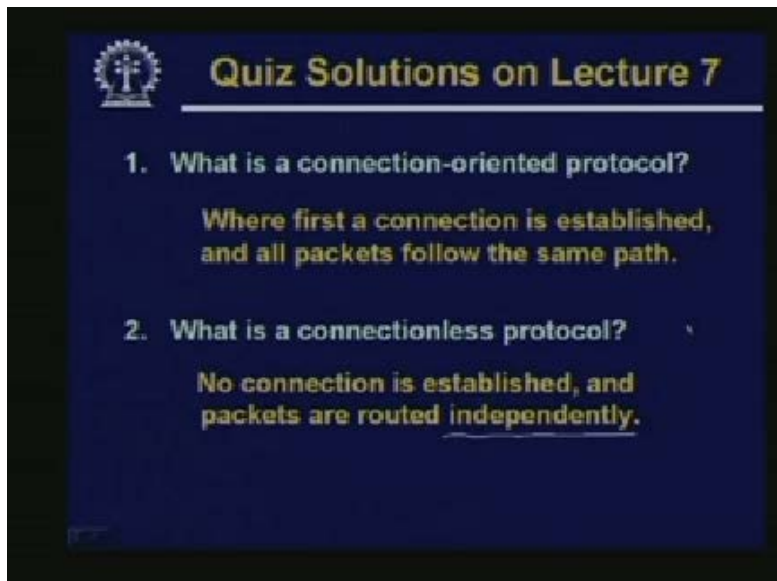 Quiz Solutions on Lecture 7
1. What is a connection-oriented protocol?
Where first a connection is established,
and all packets follow the same path.
2. What is a connectionless protocol?
No connection is established, and
packets are routed independently.